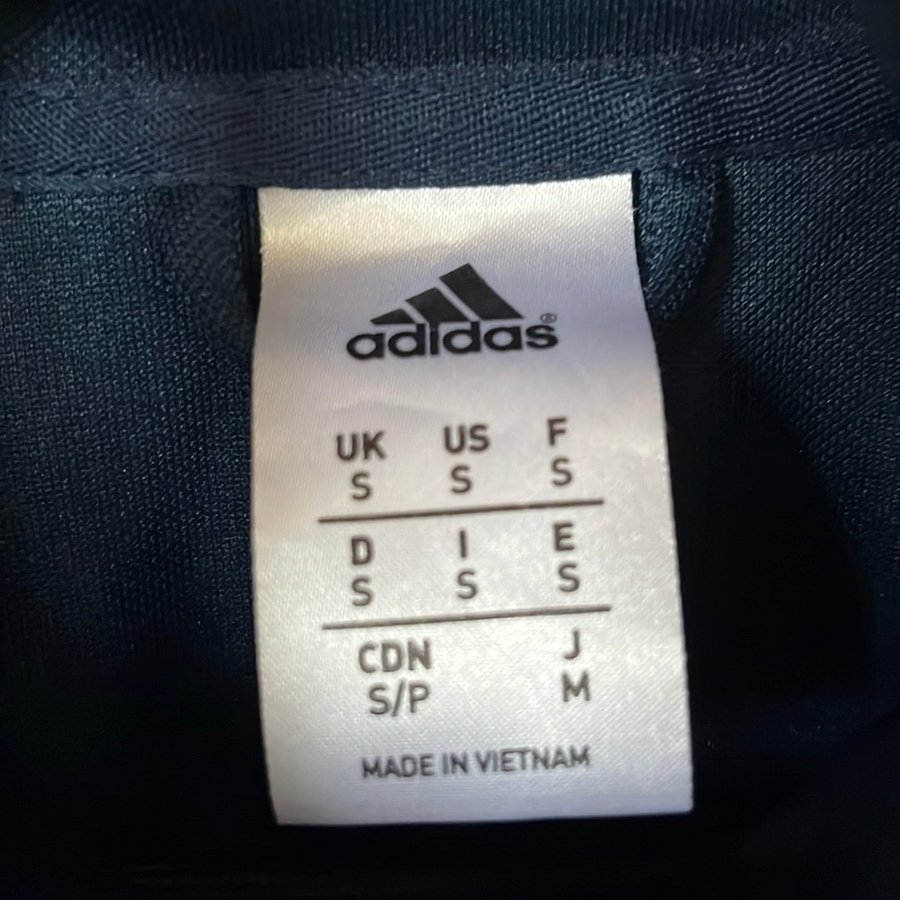 adidas®
UK US F
S S S
D I E
S S S
CDN J
S/P M
MADE IN VIETNAM